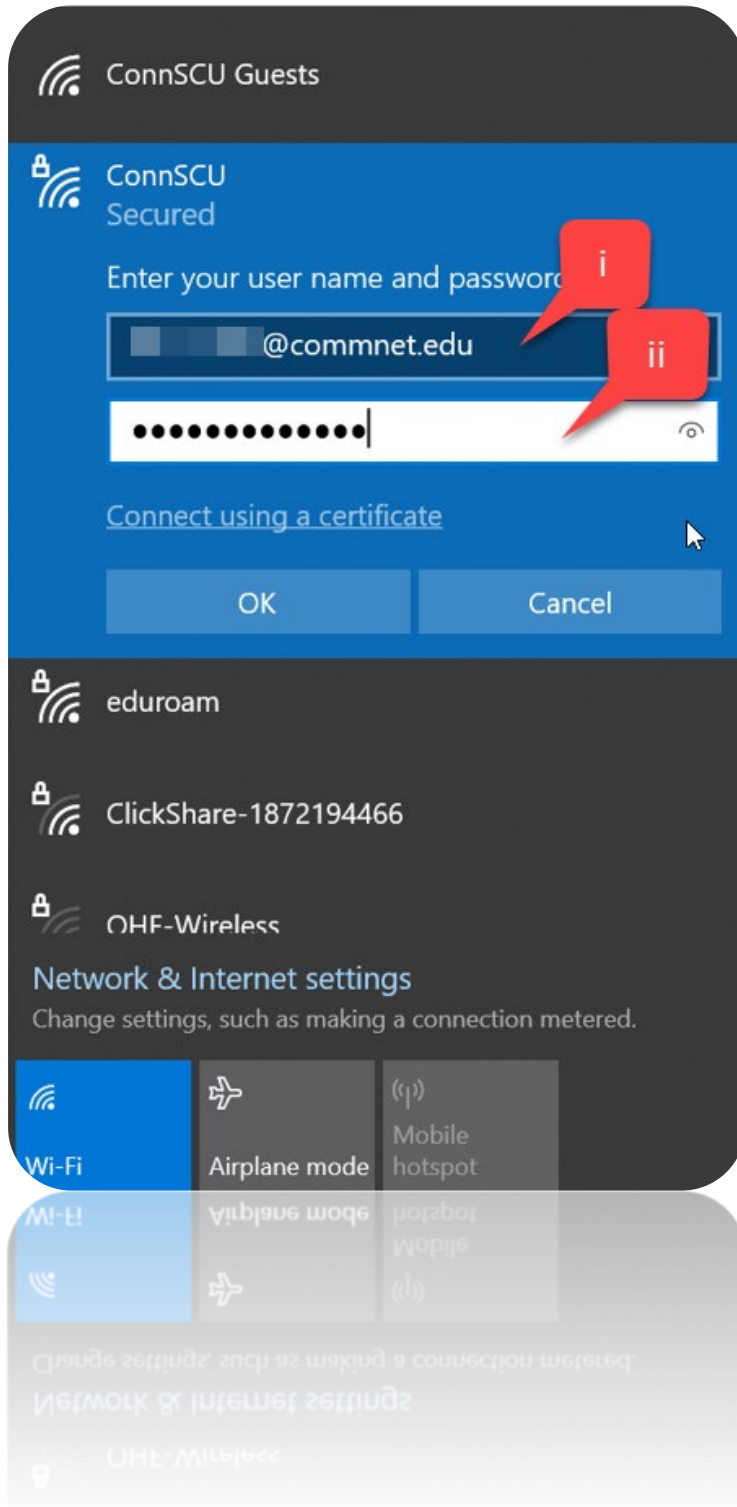 ConnSCU Guests
ConnSCU
Secured
Enter your user name and password
i
@commnet.edu
ii
●●●●●●●●●●●●●
Connect using a certificate
OK Cancel
eduroam
ClickShare-1872194466
OHF-Wireless
Network & Internet settings
Change settings, such as making a connection metered.
Wi-Fi
Airplane mode
Mobile
hotspot